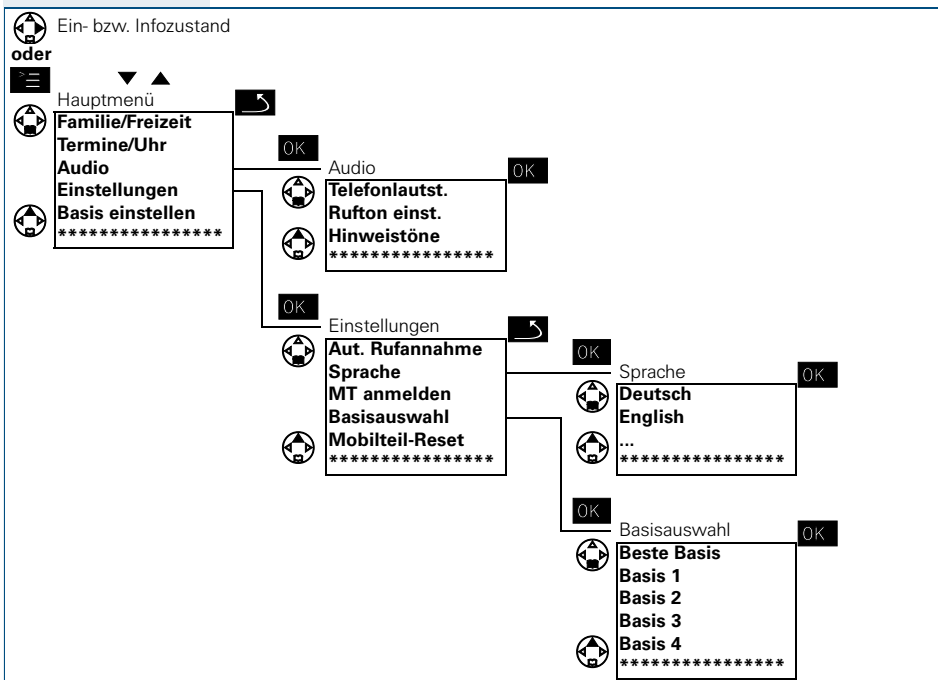 Ein- bzw. Infozustand
oder
Hauptmenü
Familie/Freizeit
Termine/Uhr
Audio
Einstellungen
Basis einstellen
****************
OK
Audio
OK
Telefonlautst.
Rufton einst.
Hinweistöne
****************
OK
Einstellungen
Aut. Rufannahme
Sprache
MT anmelden
Basisauswahl
Mobilteil-Reset
****************
OK
Sprache
OK
Deutsch
English
...
****************
OK
Basisauswahl
OK
Beste Basis
Basis 1
Basis 2
Basis 3
Basis 4
****************